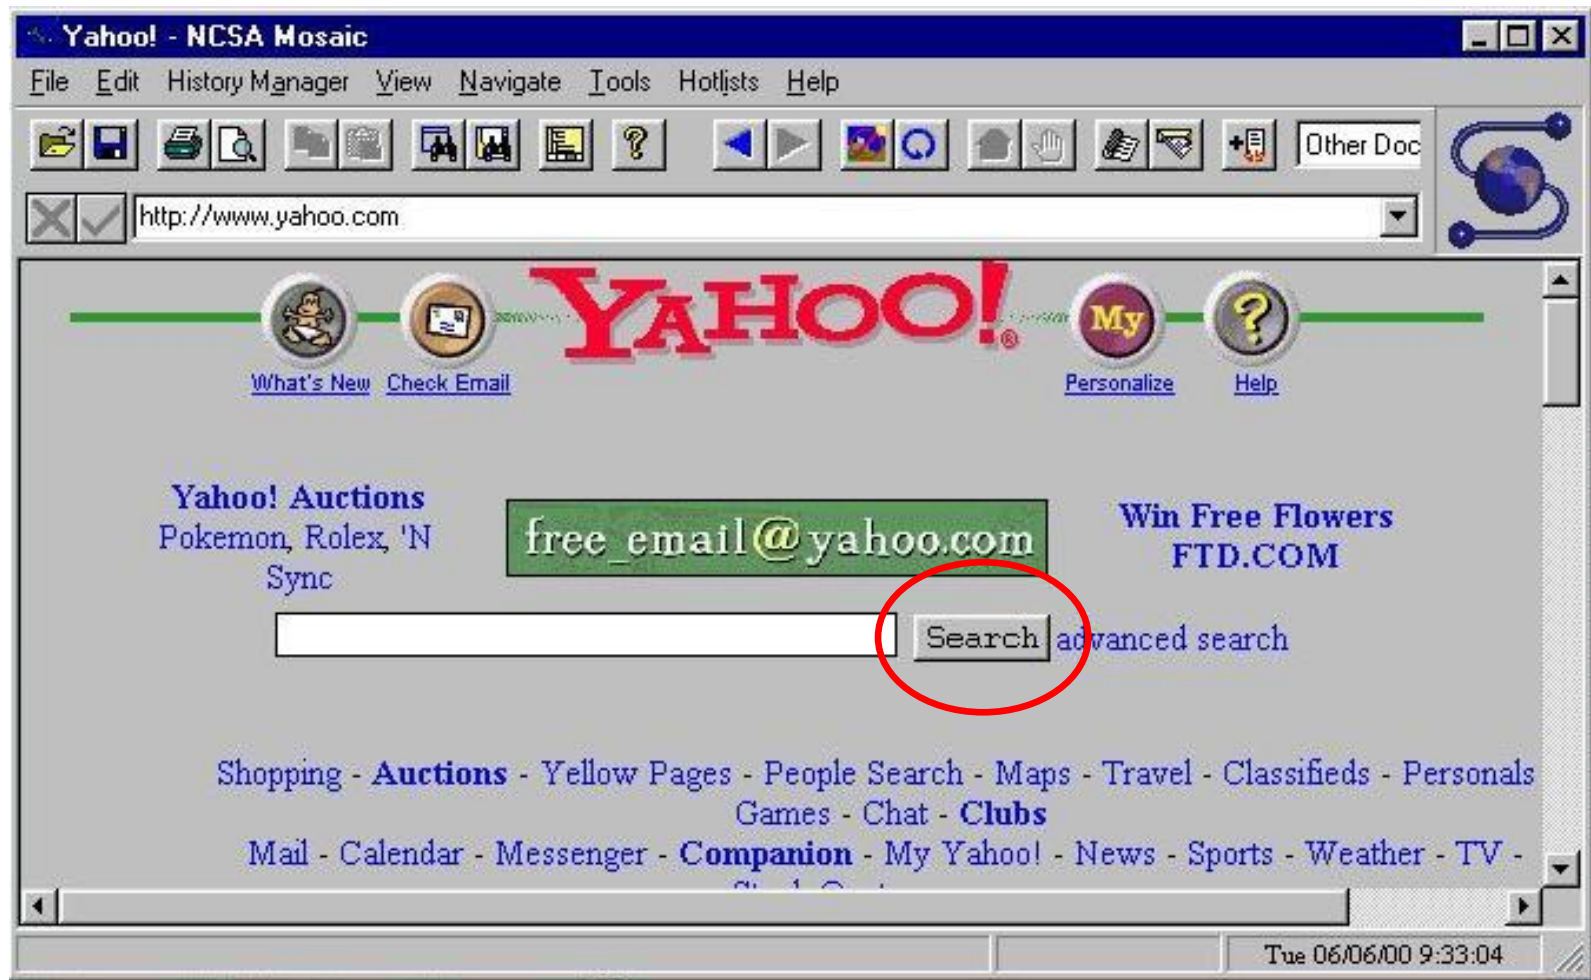 Yahoo! - NCSA Mosaic
File Edit History Manager View Navigate Tools Hotlists Help
Other Doc
http://www.yahoo.com
YAHOO!®
My
What's New Check Email Personalize Help
Yahoo! Auctions
Pokemon, Rolex, 'N
Sync
free_email@yahoo.com
Win Free Flowers
FTD.COM
Search advanced search
Shopping - Auctions - Yellow Pages - People Search - Maps - Travel - Classifieds - Personals
Games - Chat - Clubs
Mail - Calendar - Messenger - Companion - My Yahoo! - News - Sports - Weather - TV -
Tue 06/06/00 9:33:04